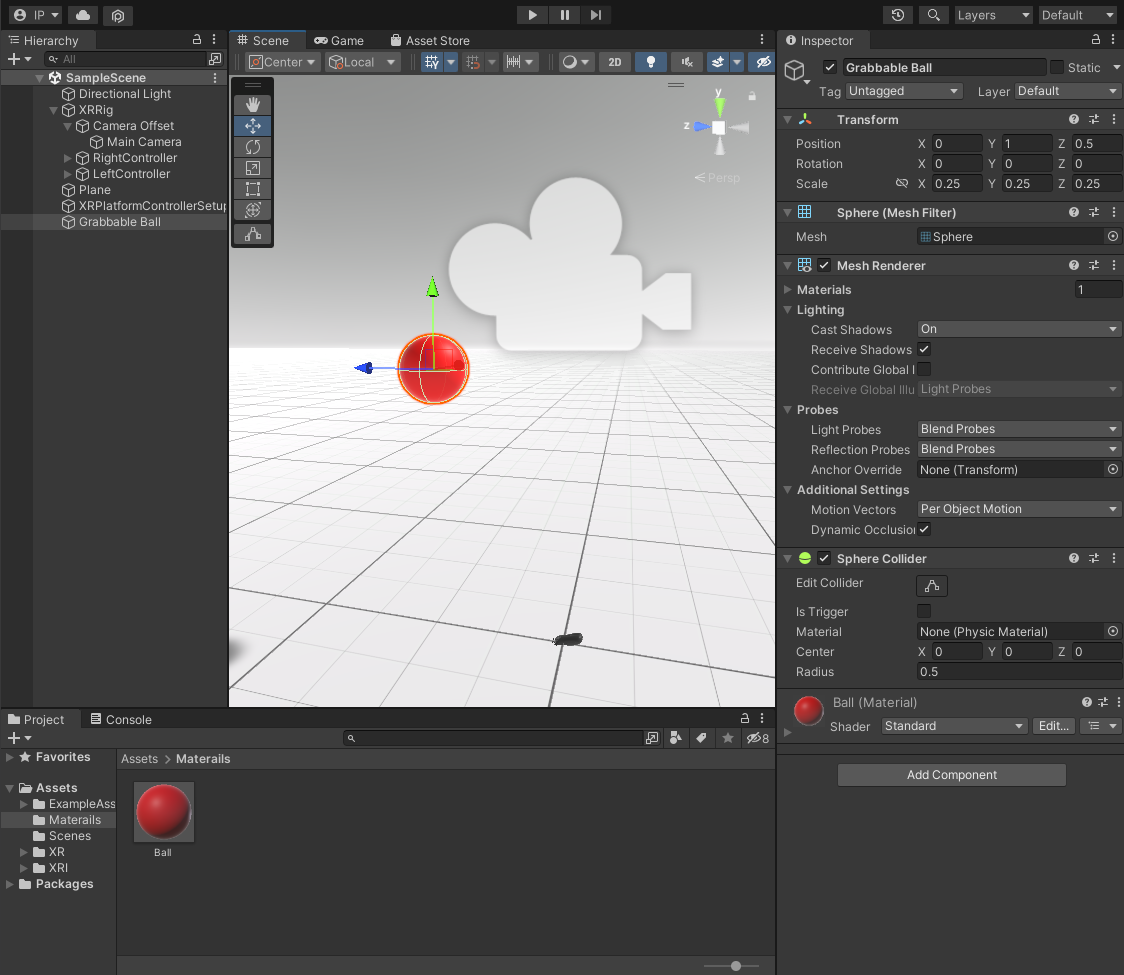 IP
Layers
Default
Hierarchy
All
SampleScene
Directional Light
XRRig
Camera Offset
Main Camera
RightController
LeftController
Plane
XRPlatformControllerSetup
Grabbable Ball
Scene
Game
Asset Store
Center
Local
2D
y
z
Persp
Inspector
Grabbable Ball
Static
Tag Untagged
Layer Default
Transform
Position X 0 Y 1 Z 0.5
Rotation X 0 Y 0 Z 0
Scale X 0.25 Y 0.25 Z 0.25
Sphere (Mesh Filter)
Mesh Sphere
Mesh Renderer
Materials 1
Lighting
Cast Shadows On
Receive Shadows
Contribute Global I
Receive Global Illu Light Probes
Probes
Light Probes Blend Probes
Reflection Probes Blend Probes
Anchor Override None (Transform)
Additional Settings
Motion Vectors Per Object Motion
Dynamic Occlusion
Sphere Collider
Edit Collider
Is Trigger
Material None (Physic Material)
Center X 0 Y 0 Z 0
Radius 0.5
Ball (Material)
Shader Standard Edit...
Add Component
Project
Console
8
Favorites
Assets
ExampleAss
Materails
Scenes
XR
XRI
Packages
Assets > Materails
Ball